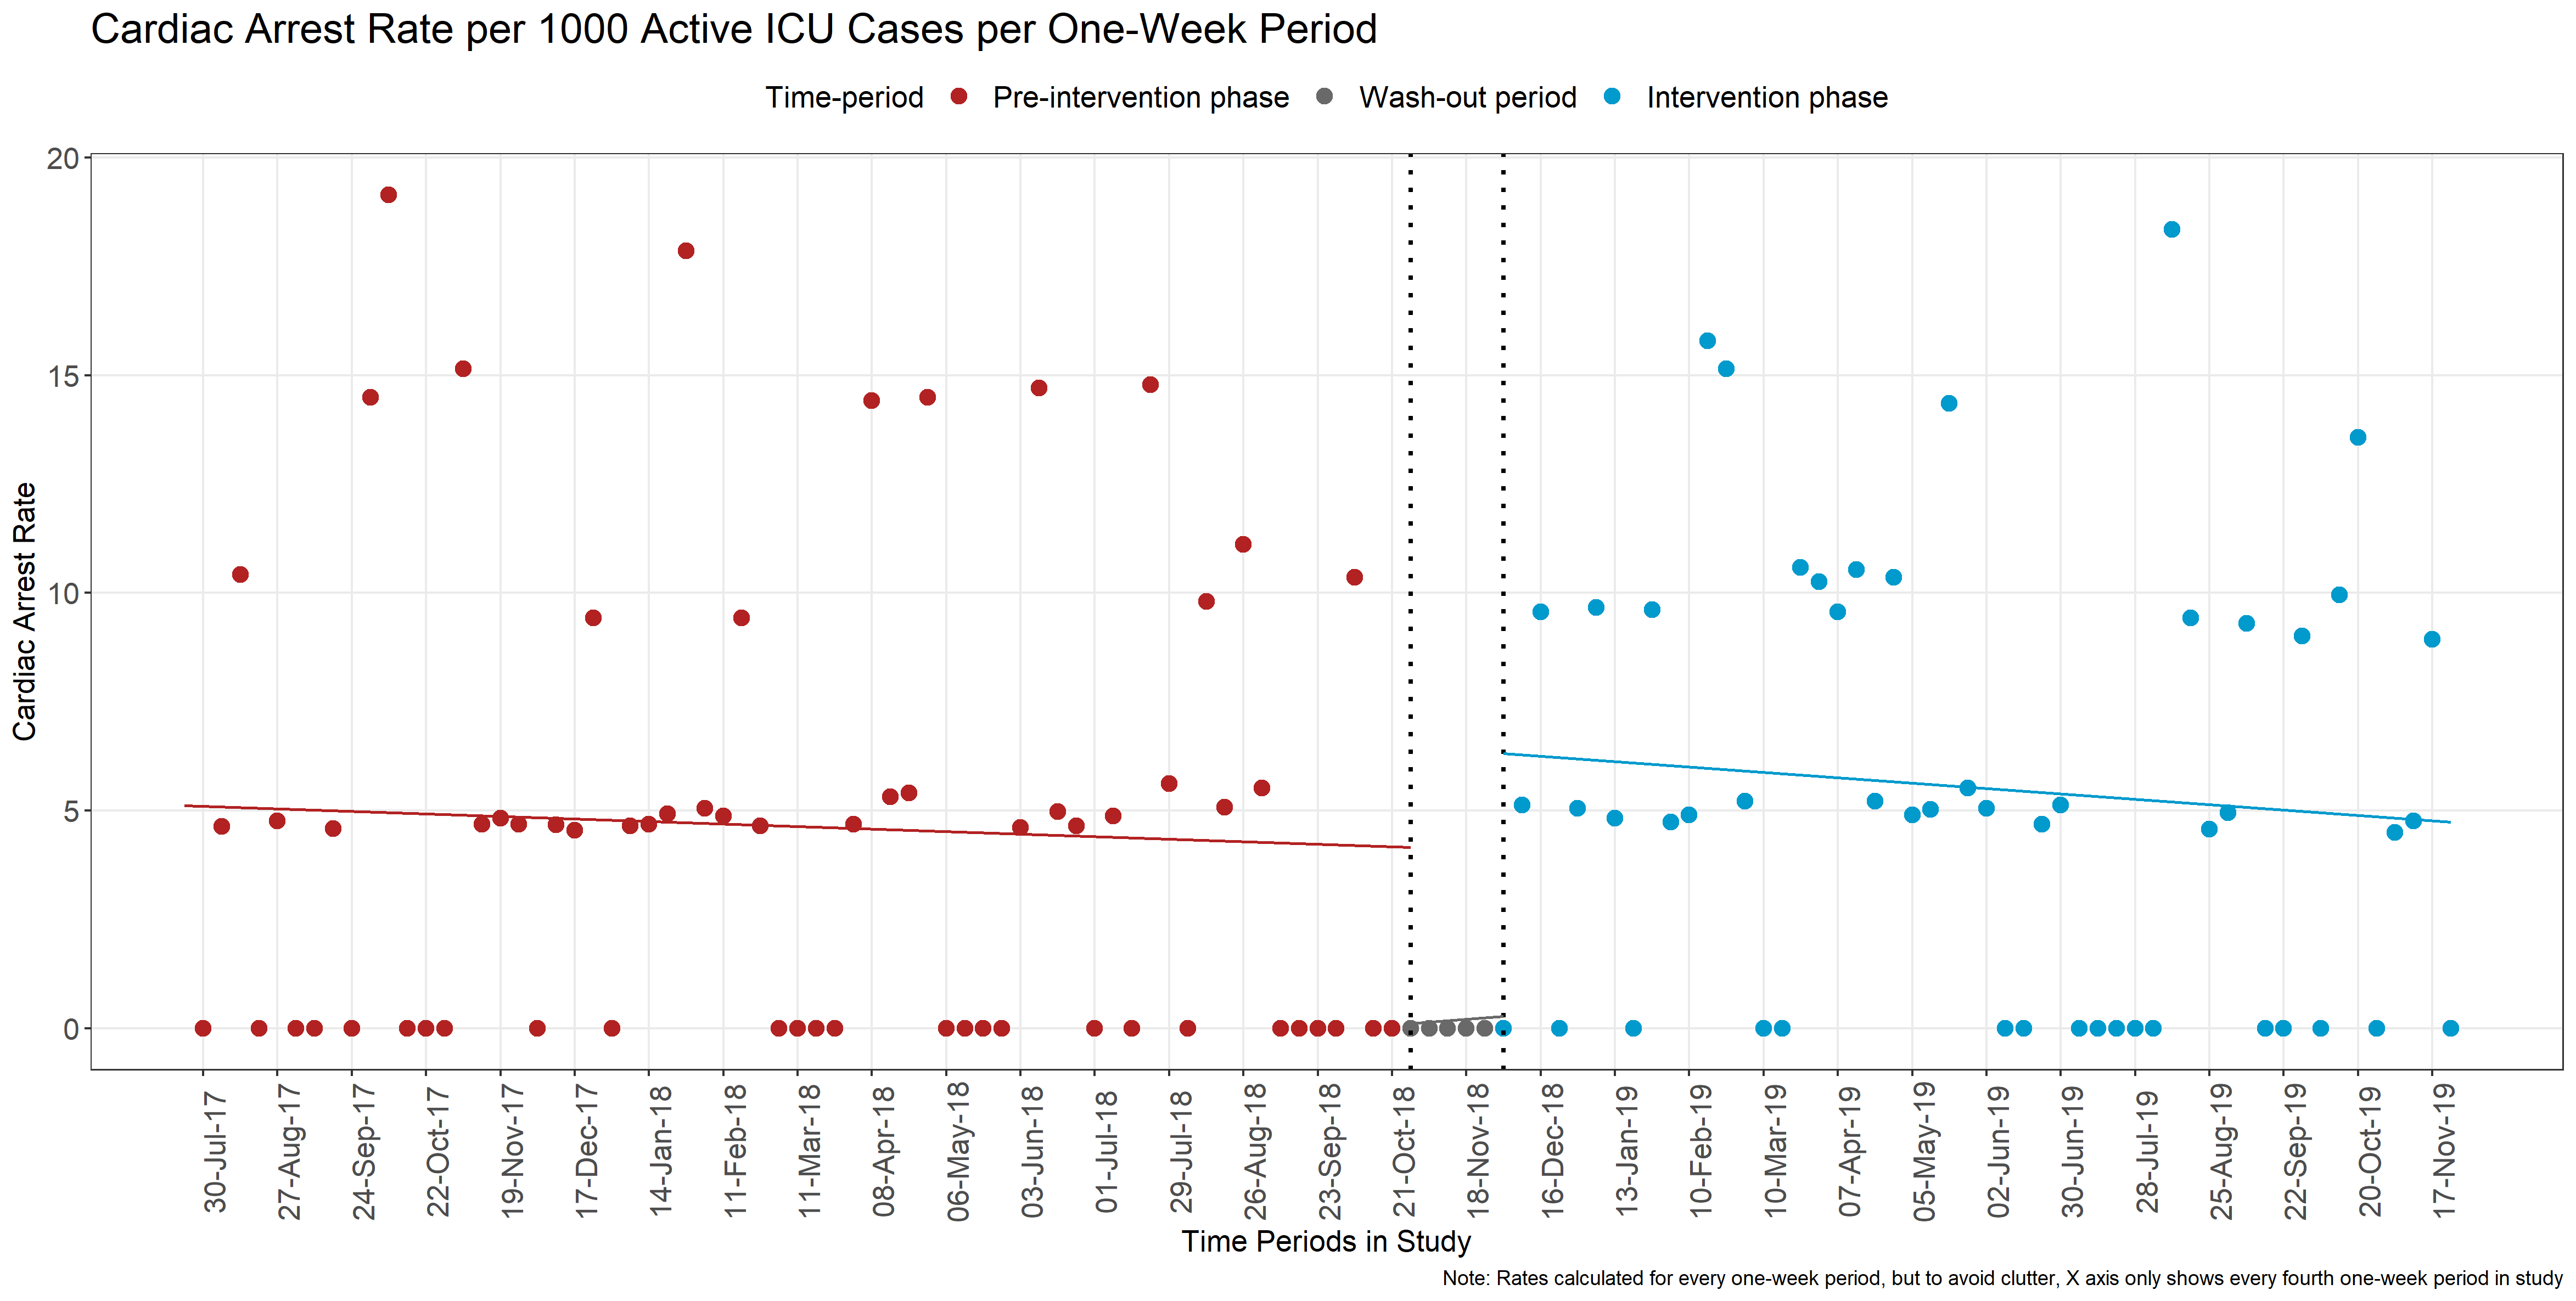 Cardiac Arrest Rate per 1000 Active ICU Cases per One-Week Period
Time-period Pre-intervention phase Wash-out period Intervention phase
Cardiac Arrest Rate
20
15
10
5
0
30-Jul-17 27-Aug-17 24-Sep-17 22-Oct-17 19-Nov-17 17-Dec-17 14-Jan-18 11-Feb-18 11-Mar-18 08-Apr-18 06-May-18 03-Jun-18 01-Jul-18 29-Jul-18 26-Aug-18 23-Sep-18 21-Oct-18 18-Nov-18 16-Dec-18 13-Jan-19 10-Feb-19 10-Mar-19 07-Apr-19 05-May-19 02-Jun-19 30-Jun-19 28-Jul-19 25-Aug-19 22-Sep-19 20-Oct-19 17-Nov-19
Time Periods in Study
Note: Rates calculated for every one-week period, but to avoid clutter, X axis only shows every fourth one-week period in study